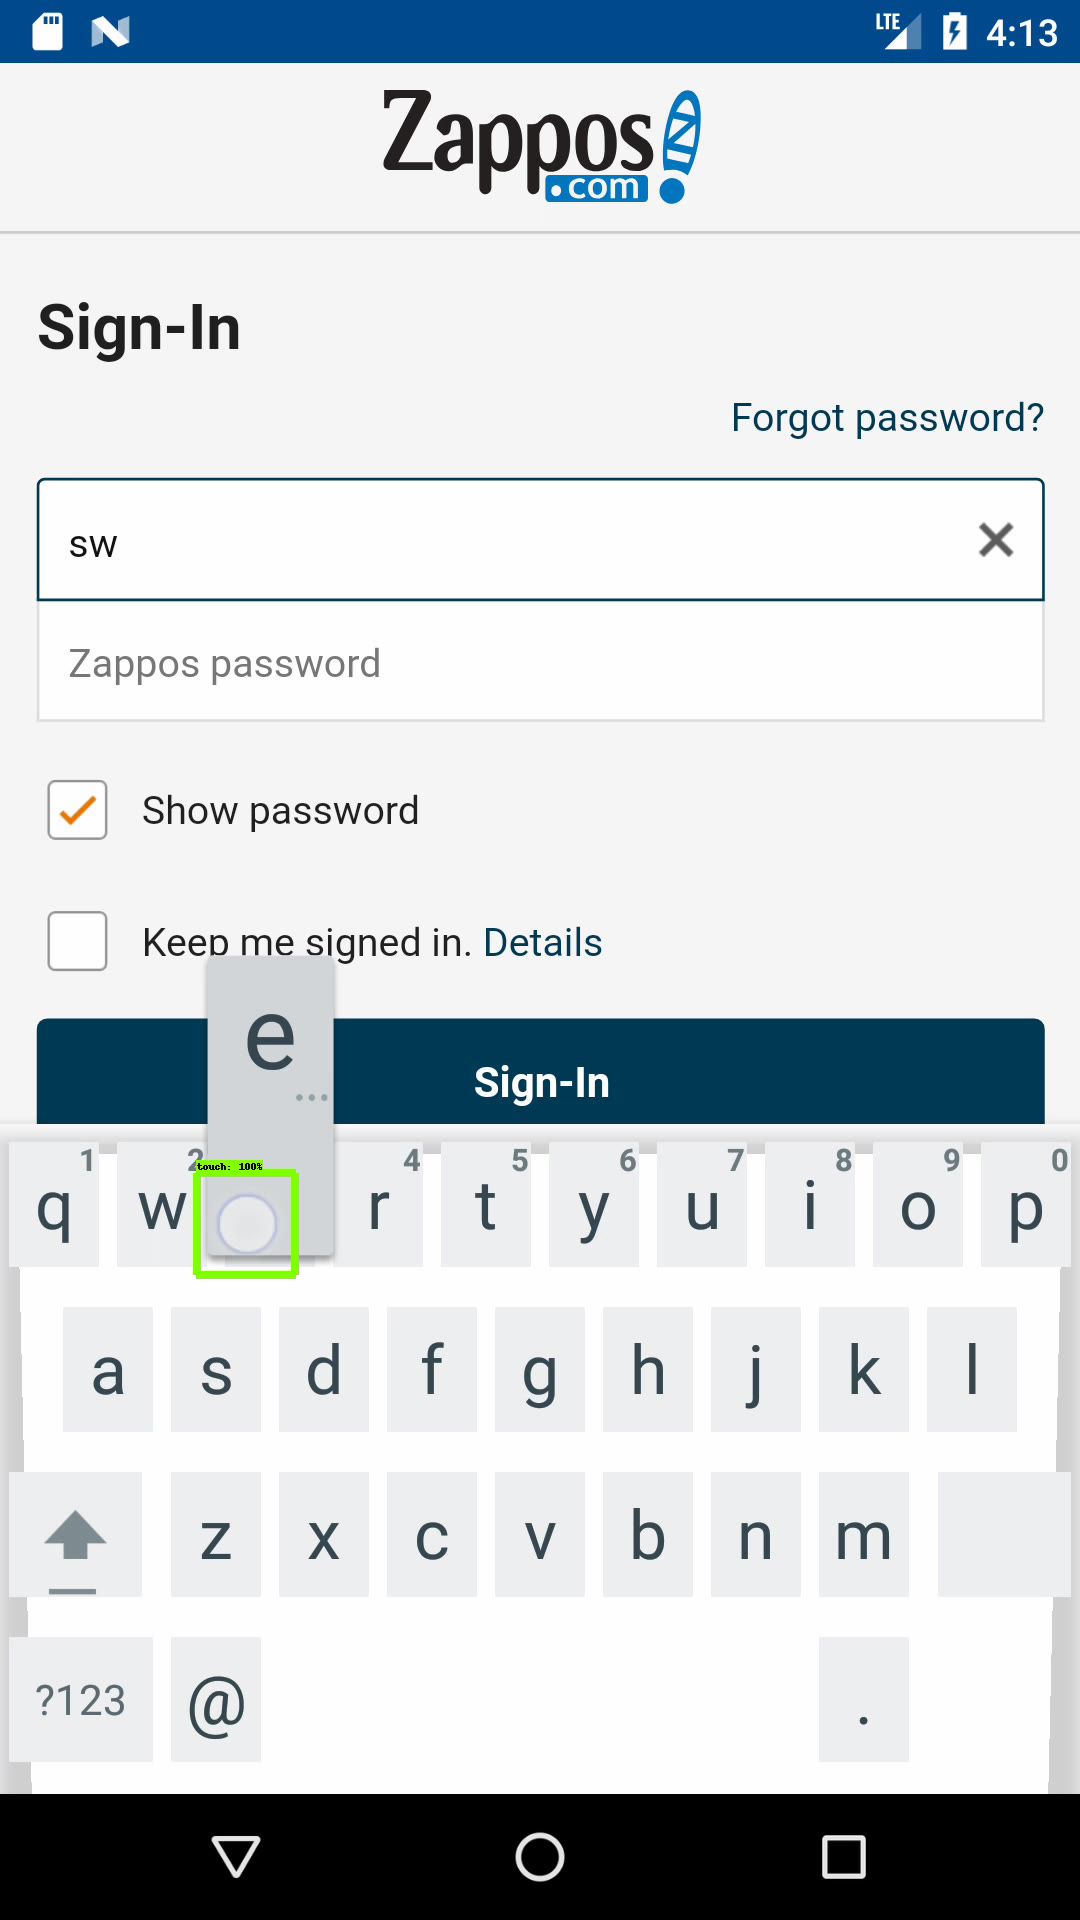 LTE 4:13
Zappos
.com
Sign-In
Forgot password?
sw
Zappos password
Show password
Keep me signed in. Details
e
...
Sign-In
touch: 100%
1 2 4 5 6 7 8 9 0
q w r t y u i o p
a s d f g h j k l
z x c v b n m
?123 @ .